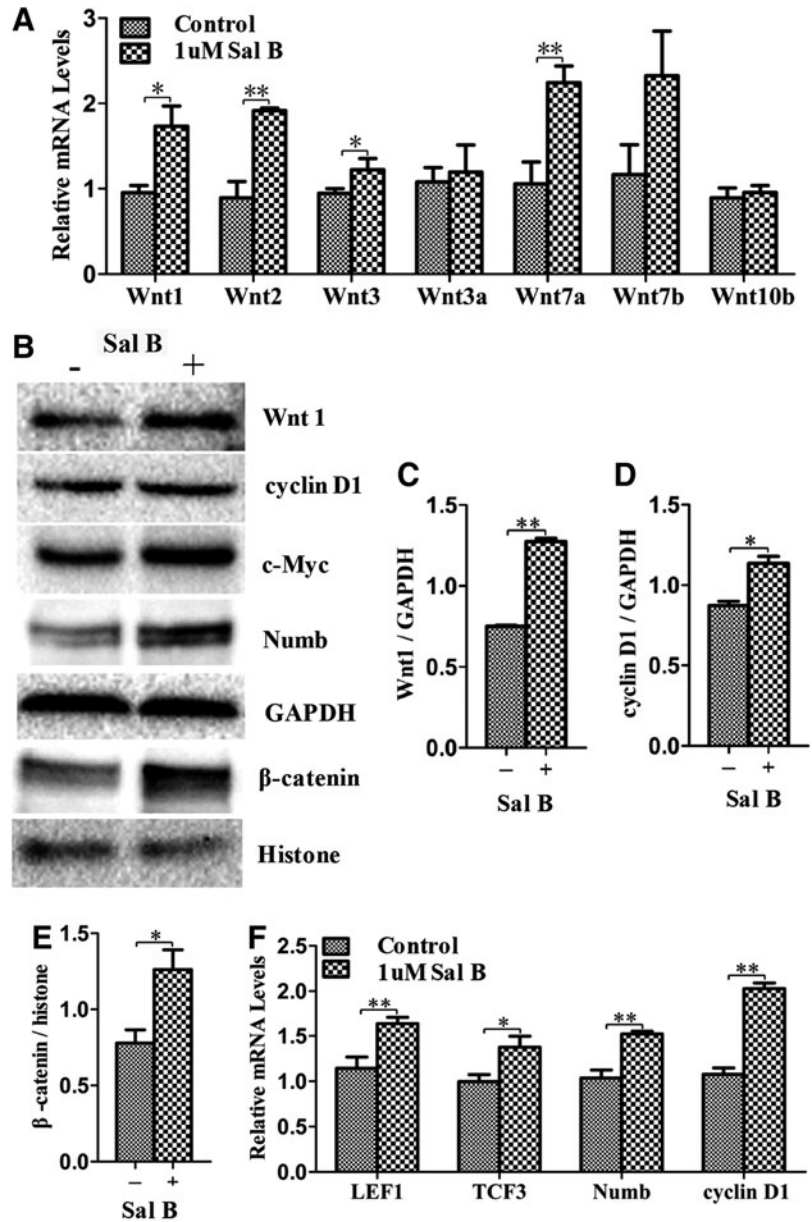 A
Relative mRNA Levels
3
2
1
0
Control
1uM Sal B
*
**
*
**
Wnt1
Wnt2
Wnt3
Wnt3a
Wnt7a
Wnt7b
Wnt10b
B
Sal B
- +
Wnt 1
cyclin D1
c-Myc
Numb
GAPDH
β-catenin
Histone
C
Wnt1 / GAPDH
1.5
1.0
0.5
0.0
**
– +
Sal B
D
cyclin D1 / GAPDH
1.5
1.0
0.5
0.0
*
– +
Sal B
E
β -catenin / histone
1.5
1.0
0.5
0.0
*
– +
Sal B
F
Relative mRNA Levels
2.5
2.0
1.5
1.0
0.5
0.0
Control
1uM Sal B
**
*
**
**
LEF1
TCF3
Numb
cyclin D1